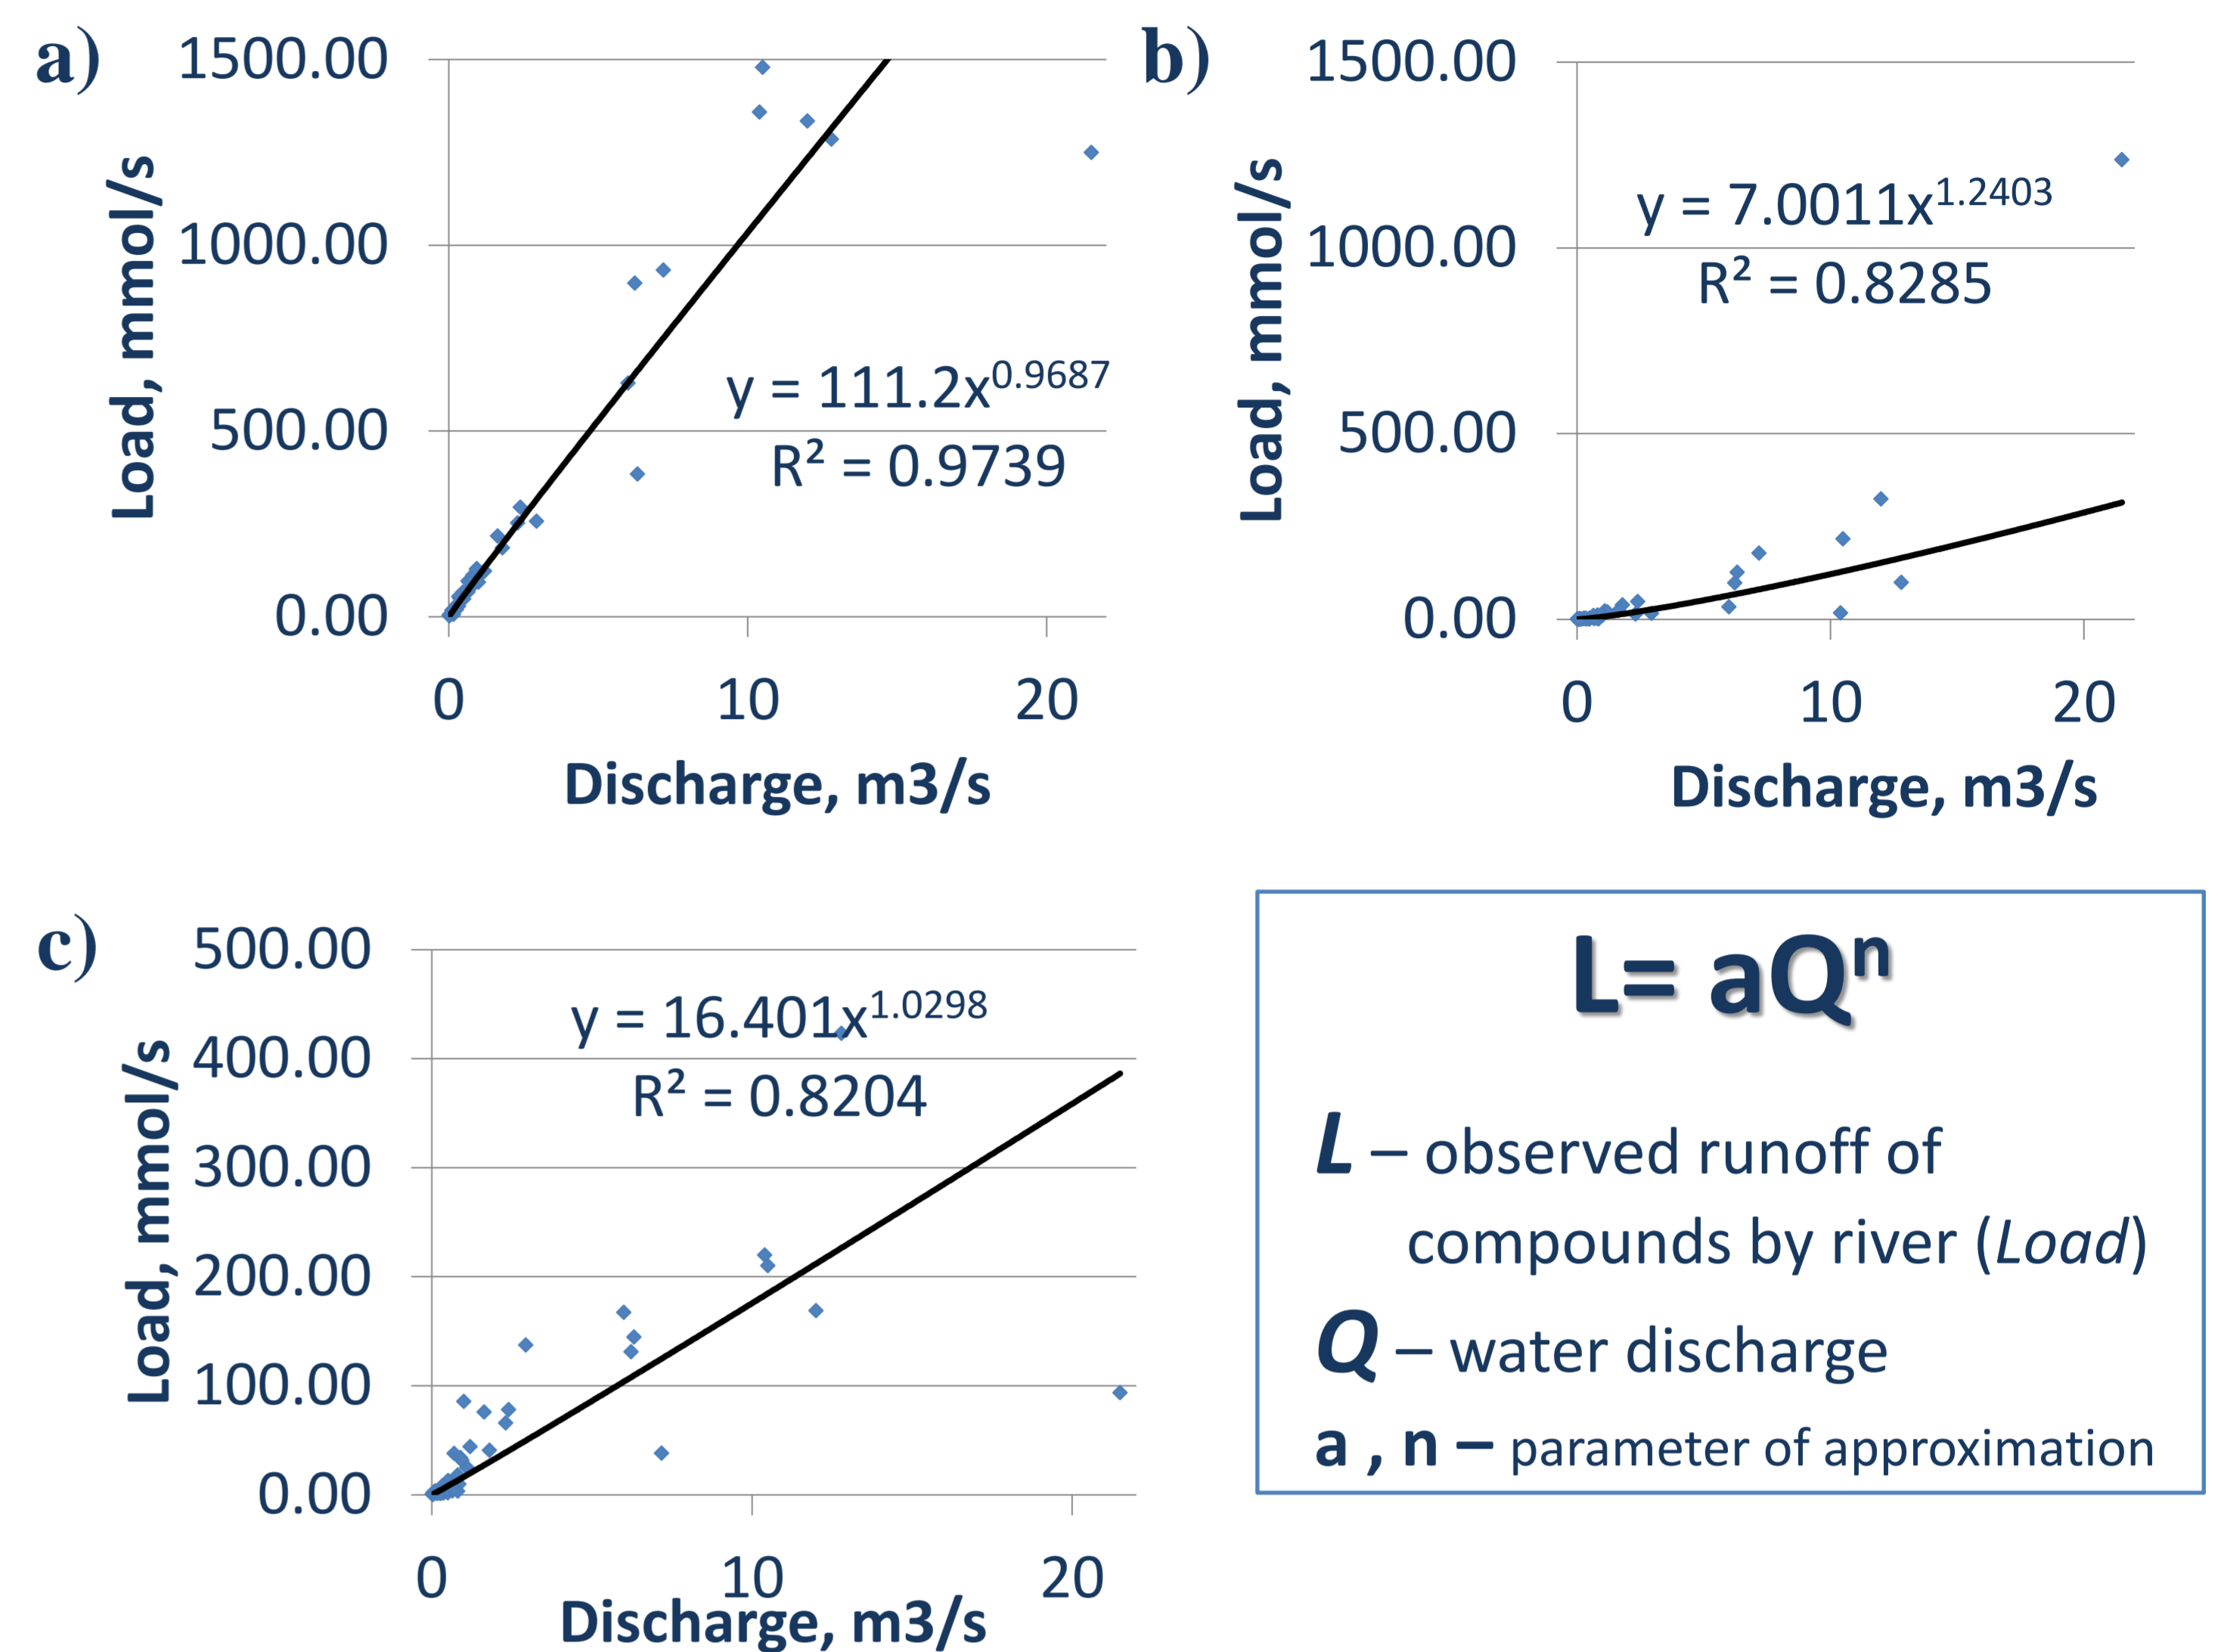 a)
1500.00
1000.00
500.00
0.00
Load, mmol/s
y = 111.2x^0.9687
R² = 0.9739
0 10 20
Discharge, m3/s
b)
1500.00
1000.00
500.00
0.00
Load, mmol/s
y = 7.0011x^1.2403
R² = 0.8285
0 10 20
Discharge, m3/s
c)
500.00
400.00
300.00
200.00
100.00
0.00
Load, mmol/s
y = 16.401x^1.0298
R² = 0.8204
0 10 20
Discharge, m3/s
L= aQ^n
L – observed runoff of
compounds by river (Load)
Q – water discharge
a , n – parameter of approximation